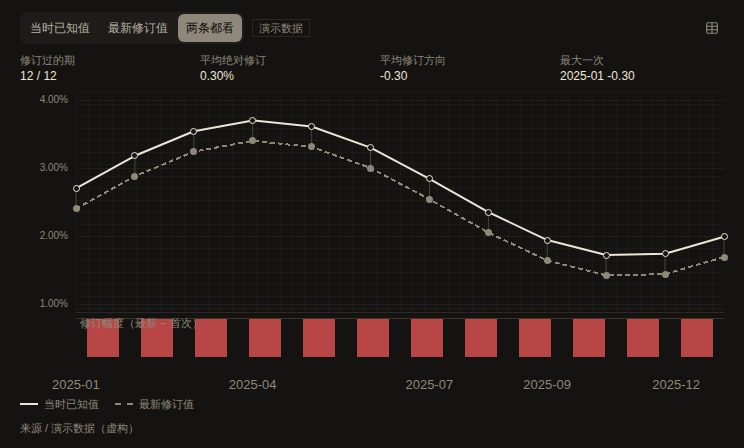 当时已知值 最新修订值 两条都看 演示数据
修订过的期 平均绝对修订 平均修订方向 最大一次
12 / 12 0.30% -0.30 2025-01 -0.30
4.00%
3.00%
2.00%
1.00%
修订幅度（最新 − 首次）
2025-01 2025-04 2025-07 2025-09 2025-12
当时已知值 最新修订值
来源 / 演示数据（虚构）